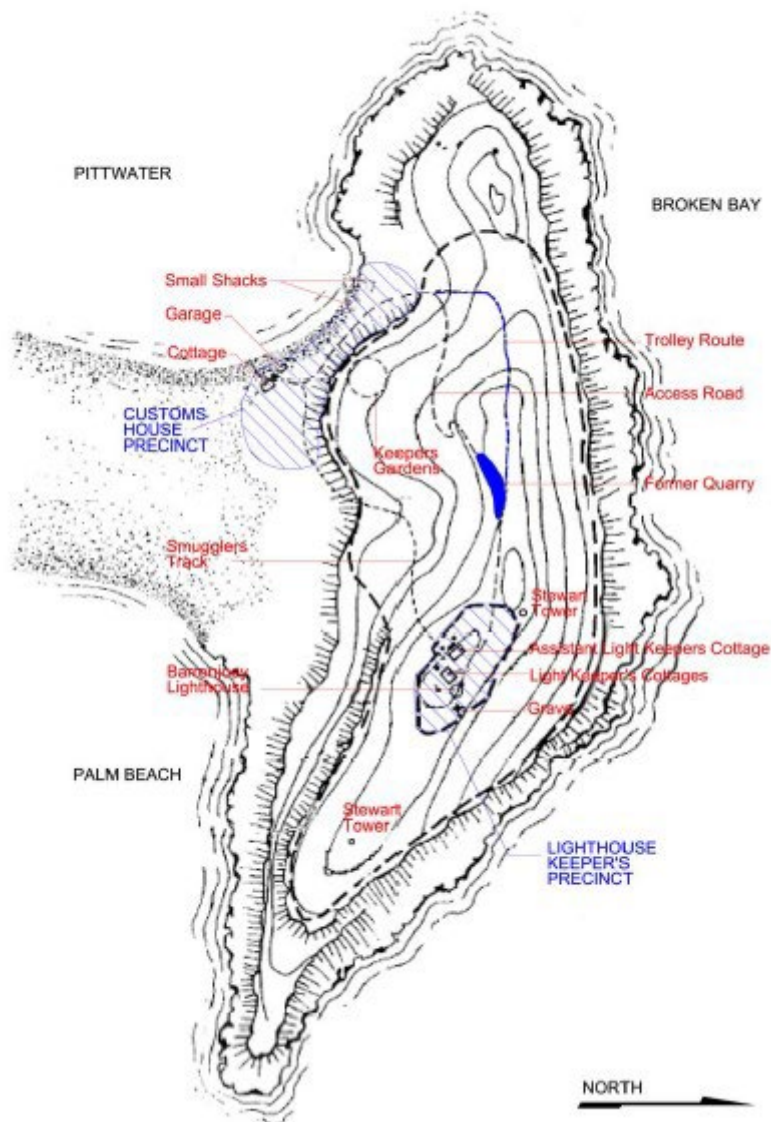 PITTWATER
BROKEN BAY
Small Shacks
Garage
Cottage
CUSTOMS
HOUSE
PRECINCT
Trolley Route
Access Road
Keepers
Gardens
Former Quarry
Smugglers
Track
Stewart
Tower
Assistant Light Keepers Cottage
Barrenjoey
Lighthouse
Light Keeper's Cottages
Grave
PALM BEACH
Stewart
Tower
LIGHTHOUSE
KEEPER'S
PRECINCT
NORTH